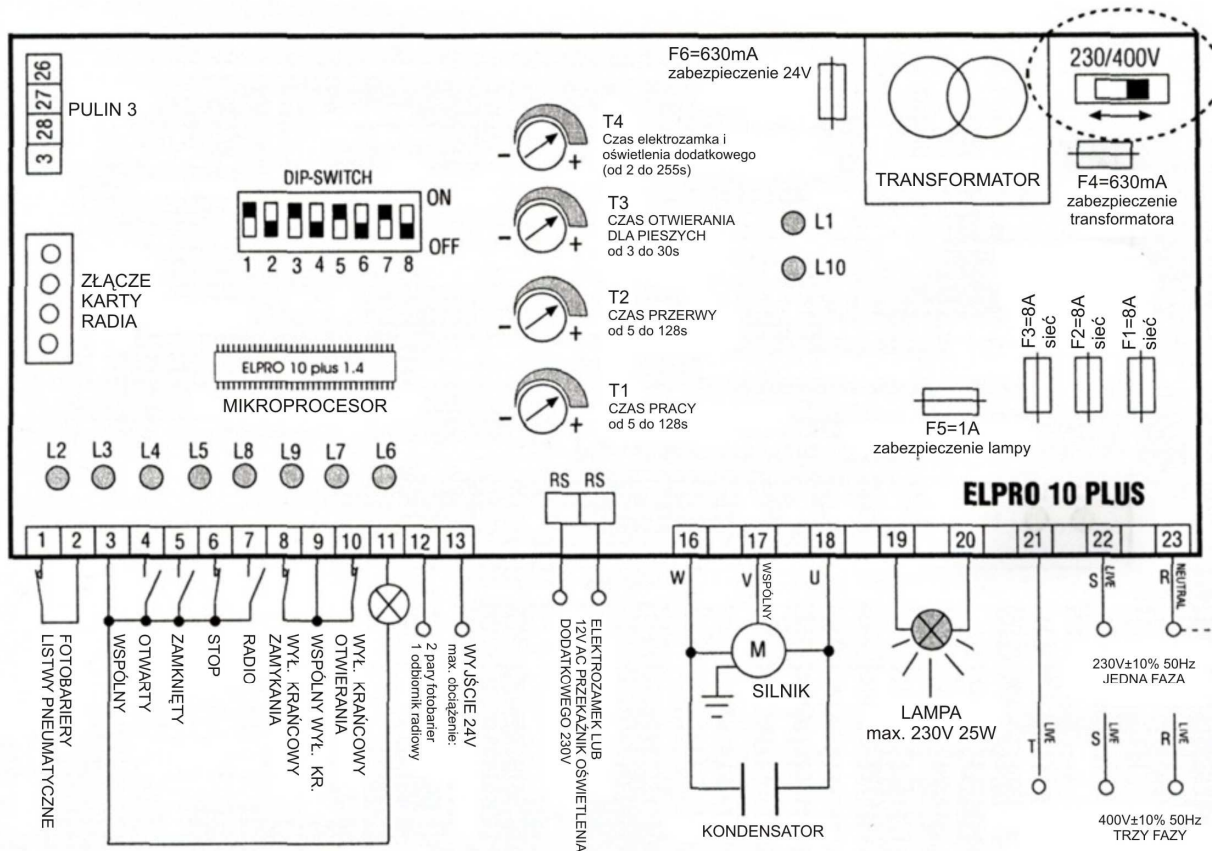 26
27
28
3
PULIN 3
F6=630mA
zabezpieczenie 24V
TRANSFORMATOR
230/400V
F4=630mA
zabezpieczenie
transformatora
DIP-SWITCH
ON
OFF
1 2 3 4 5 6 7 8
T4
Czas elektrozamka i
oświetlenia dodatkowego
(od 2 do 255s)
- +
T3
CZAS OTWIERANIA
DLA PIESZYCH
od 3 do 30s
- +
T2
CZAS PRZERWY
od 5 do 128s
- +
T1
CZAS PRACY
od 5 do 128s
- +
L1
L10
ZŁĄCZE
KARTY
RADIA
ELPRO 10 plus 1.4
MIKROPROCESOR
F3=8A
sieć
F2=8A
sieć
F1=8A
sieć
F5=1A
zabezpieczenie lampy
L2 L3 L4 L5 L8 L9 L7 L6
RS RS
ELPRO 10 PLUS
1 2 3 4 5 6 7 8 9 10 11 12 13
16 17 18 19 20 21 22 23
LISTWY PNEUMATYCZNE
FOTOBARIERY
WSPÓLNY
OTWARTY
ZAMKNIĘTY
STOP
RADIO
WYŁ. KRAŃCOWY
ZAMYKANIA
WSPÓLNY WYŁ. KR.
WYŁ. KRAŃCOWY
OTWIERANIA
WYJŚCIE 24V
max. obciążenie:
2 pary fotobarier
1 odbiornik radiowy
ELEKTROZAMEK LUB
12V AC PRZEKAŹNIK OŚWIETLENIA
DODATKOWEGO 230V
W
V
WSPÓLNY
U
M
SILNIK
KONDENSATOR
LAMPA
max. 230V 25W
S
LIVE
R
NEUTRAL
230V±10% 50Hz
JEDNA FAZA
T
LIVE
S
LIVE
R
LIVE
400V±10% 50Hz
TRZY FAZY